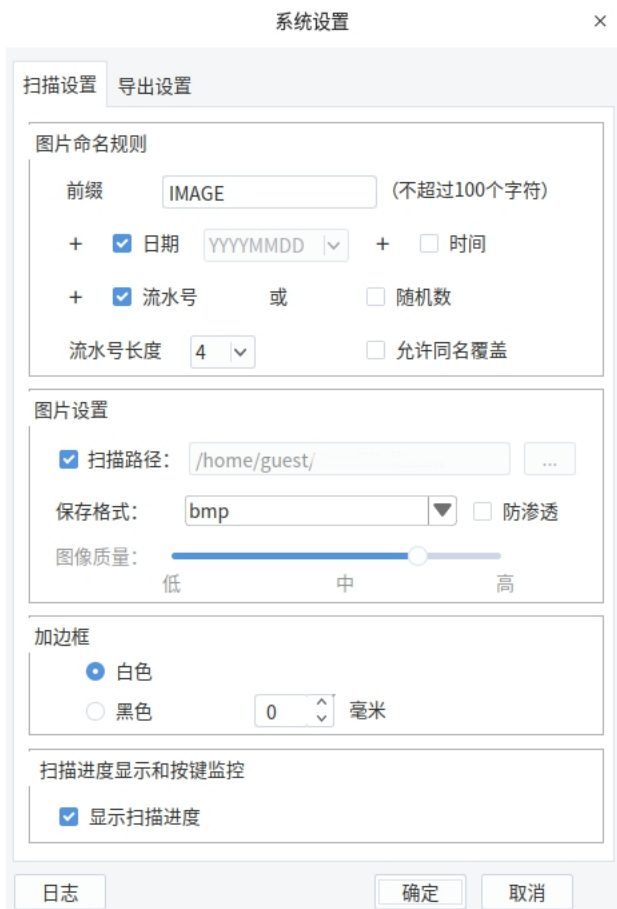 系统设置 ×
扫描设置 导出设置
图片命名规则
前缀 IMAGE (不超过100个字符)
+ 日期 YYYYMMDD + 时间
+ 流水号 或 随机数
流水号长度 4 允许同名覆盖
图片设置
扫描路径： /home/guest/ ...
保存格式： bmp 防渗透
图像质量：
低 中 高
加边框
白色
黑色 0 毫米
扫描进度显示和按键监控
显示扫描进度
日志 确定 取消